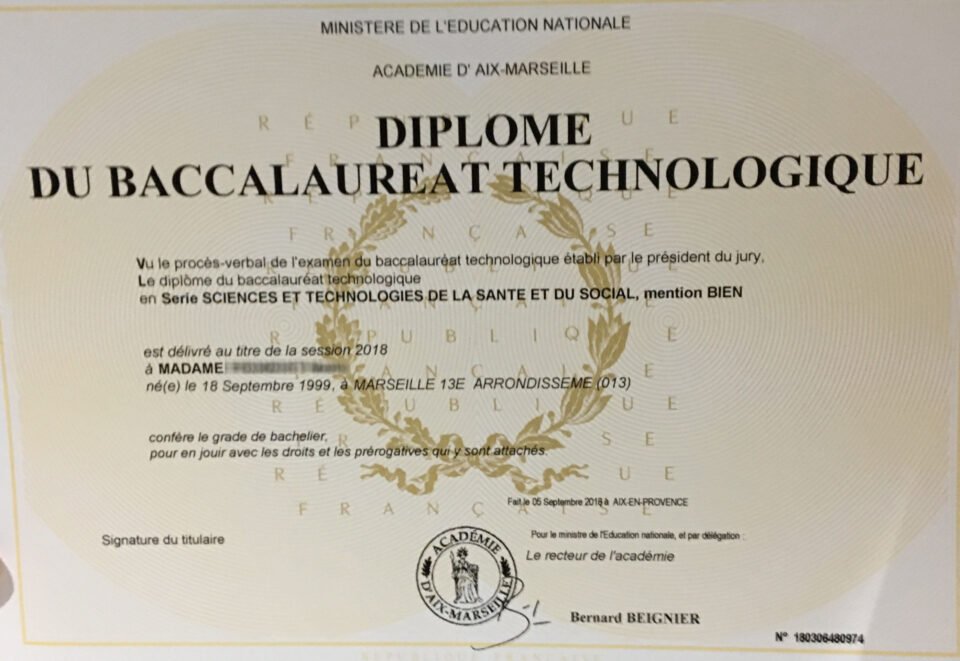 MINISTERE DE L'EDUCATION NATIONALE
ACADEMIE D' AIX-MARSEILLE
RÉPUBLIQUE
FRANÇAISE
DIPLOME
DU BACCALAUREAT TECHNOLOGIQUE
Vu le procès-verbal de l'examen du baccalauréat technologique établi par le président du jury,
Le diplôme du baccalauréat technologique
en Serie SCIENCES ET TECHNOLOGIES DE LA SANTE ET DU SOCIAL, mention BIEN
est délivré au titre de la session 2018
à MADAME
né(e) le 18 Septembre 1999, à MARSEILLE 13E ARRONDISSEME (013)
confère le grade de bachelier,
pour en jouir avec les droits et les prérogatives qui y sont attachés.
Fait le 05 Septembre 2018 à AIX-EN-PROVENCE
Signature du titulaire
Pour le ministre de l'Education nationale, et par délégation :
Le recteur de l'académie
ACADÉMIE
D'AIX-MARSEILLE
Bernard BEIGNIER
N° 180306480974